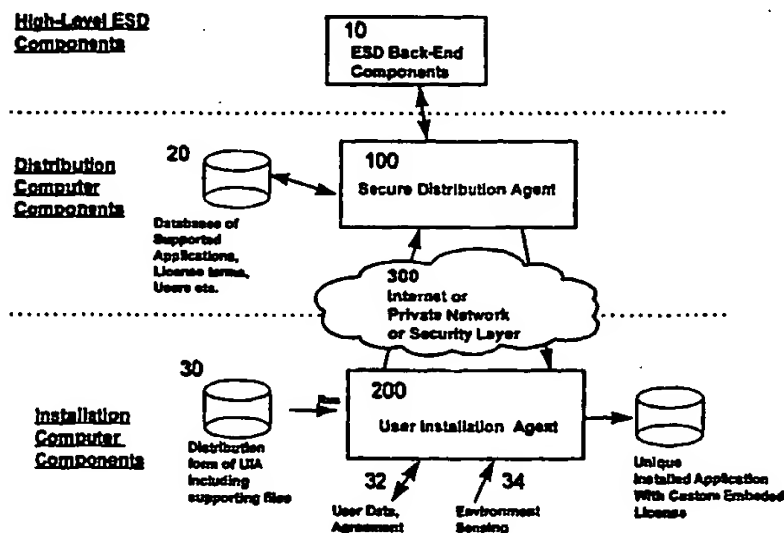 High-Level ESD
Components
10
ESD Back-End
Components
Distribution
Computer
Components
20
Databases of
Supported
Applications,
License terms,
Users etc.
100
Secure Distribution Agent
300
Internet or
Private Network
or Security Layer
Installation
Computer
Components
30
Distribution
form of UIA
including
supporting files
Run
200
User Installation Agent
32
User Data,
Agreement
34
Environment
Sensing
Unique
Installed Application
With Custom Embeded
License